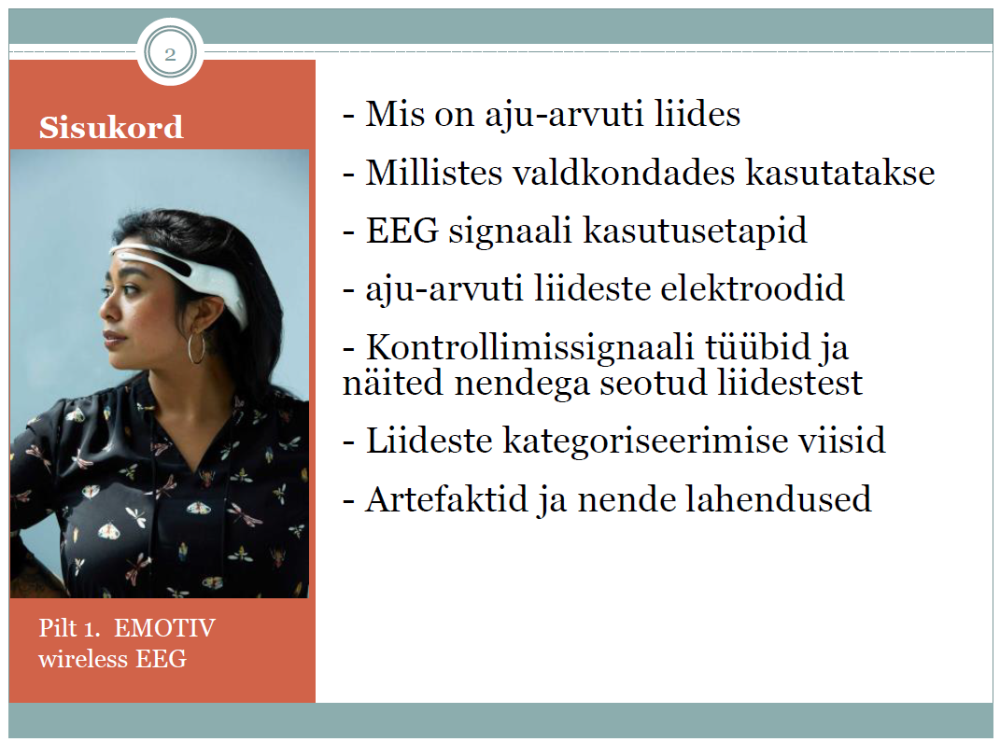 2
Sisukord
- Mis on aju-arvuti liides
- Millistes valdkondades kasutatakse
- EEG signaali kasutusetapid
- aju-arvuti liideste elektroodid
- Kontrollimissignaali tüübid ja
näited nendega seotud liidestest
- Liideste kategoriseerimise viisid
- Artefaktid ja nende lahendused
Pilt 1. EMOTIV
wireless EEG